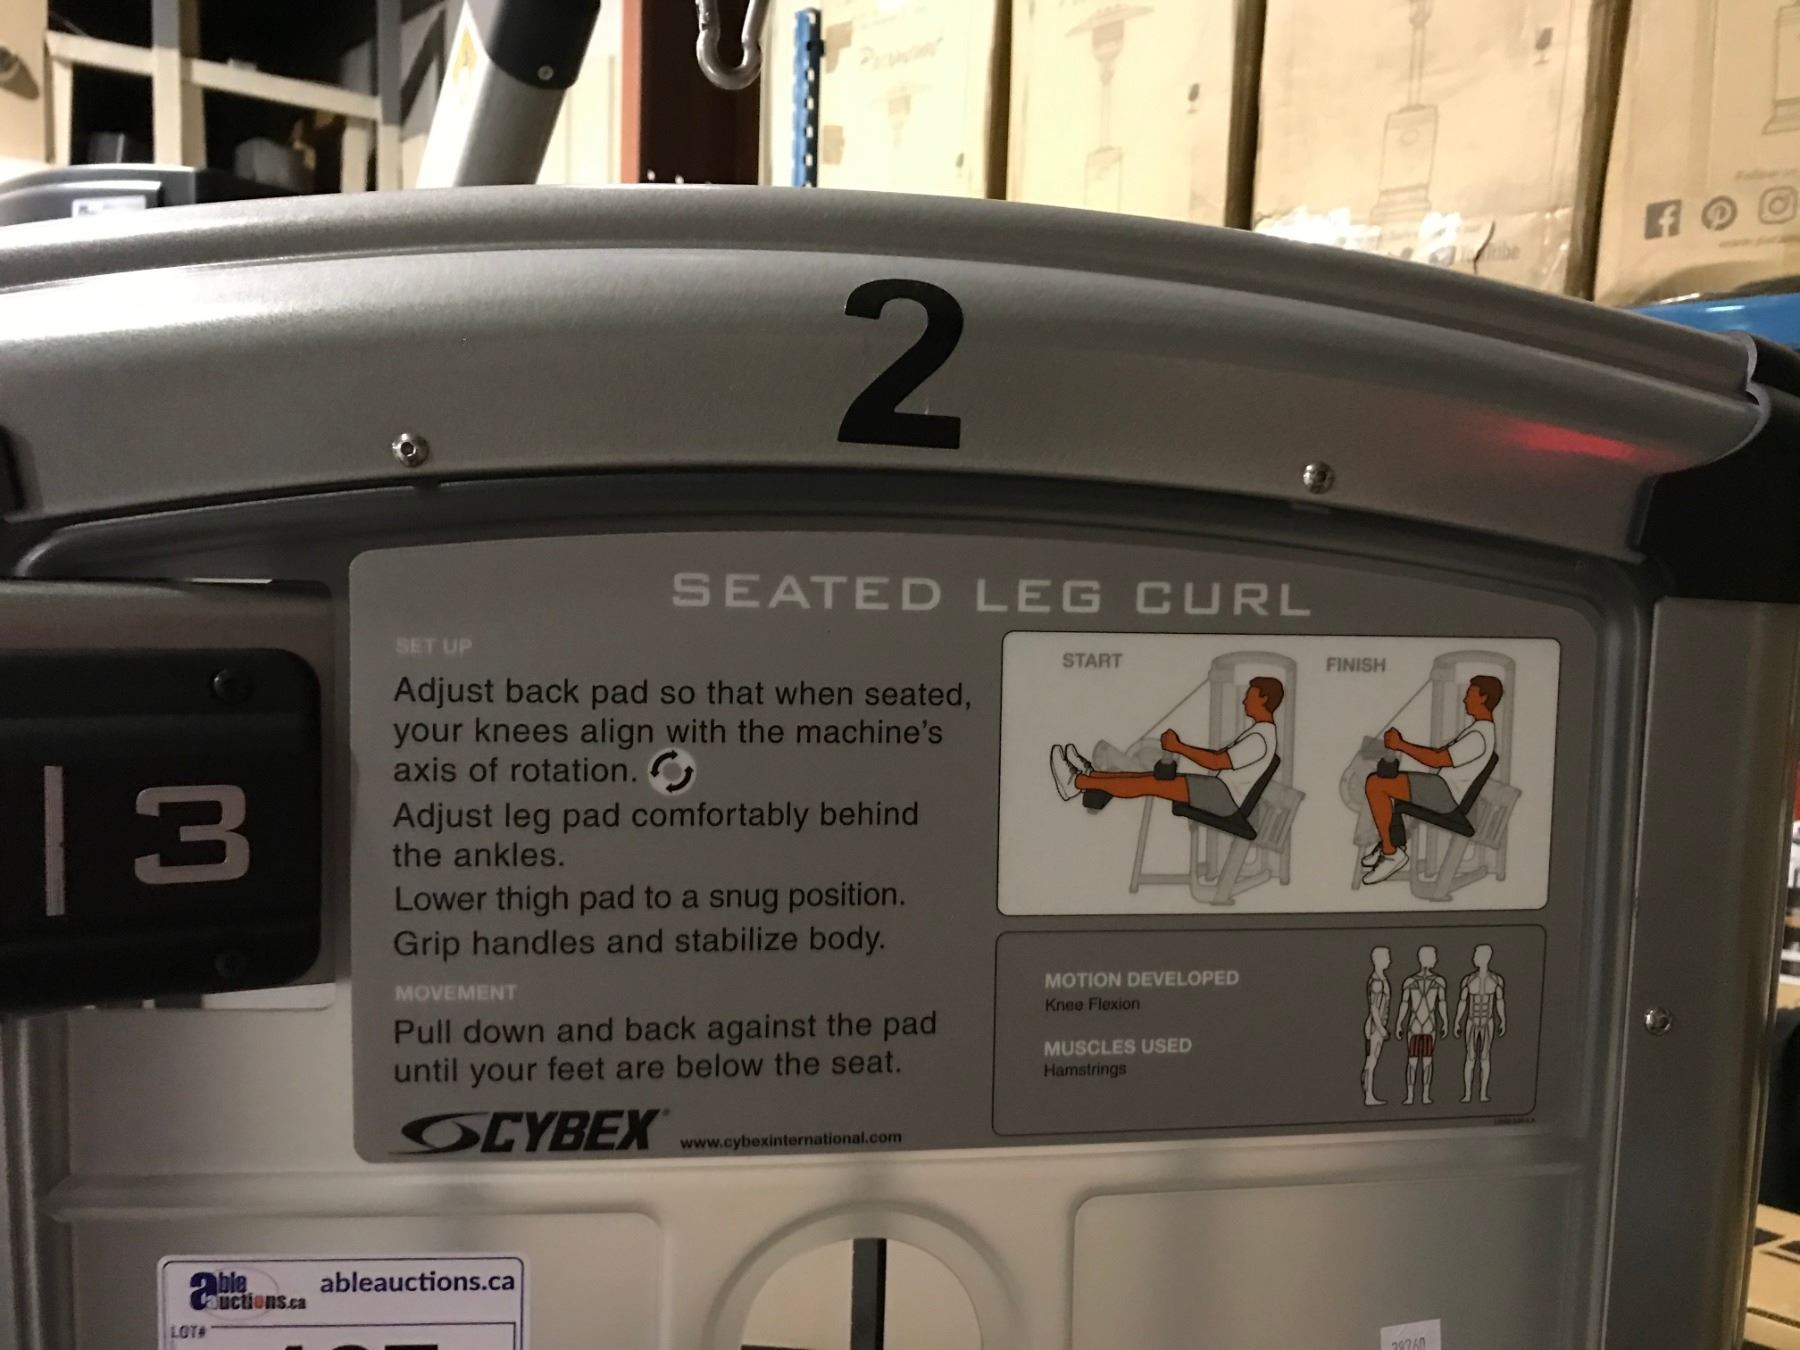 2
SEATED LEG CURL
SET UP
Adjust back pad so that when seated,
your knees align with the machine's
axis of rotation.
Adjust leg pad comfortably behind
the ankles.
Lower thigh pad to a snug position.
Grip handles and stabilize body.
MOVEMENT
Pull down and back against the pad
until your feet are below the seat.
CYBEX® www.cybexinternational.com
START
FINISH
MOTION DEVELOPED
Knee Flexion
MUSCLES USED
Hamstrings
3
able auctions.ca
ableauctions.ca
LOT#